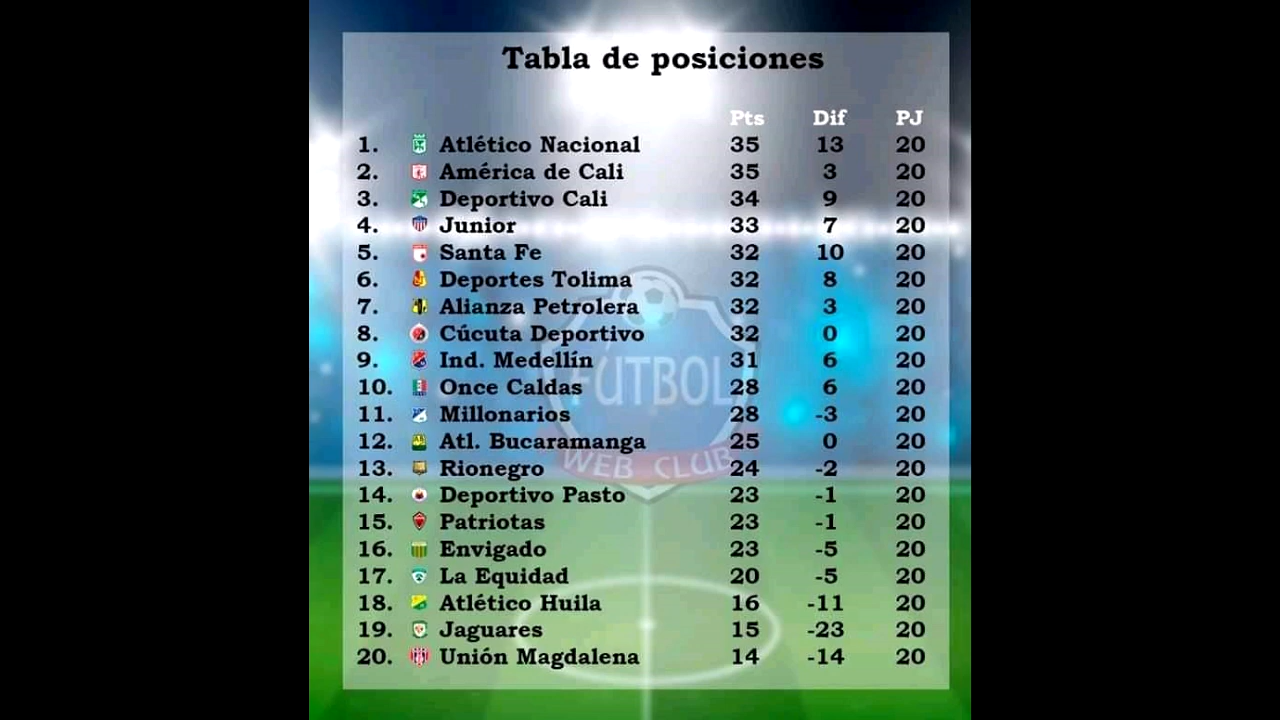 Tabla de posiciones
Pts Dif PJ
1. Atlético Nacional 35 13 20
2. América de Cali 35 3 20
3. Deportivo Cali 34 9 20
4. Junior 33 7 20
5. Santa Fe 32 10 20
6. Deportes Tolima 32 8 20
7. Alianza Petrolera 32 3 20
8. Cúcuta Deportivo 32 0 20
9. Ind. Medellín 31 6 20
10. Once Caldas 28 6 20
11. Millonarios 28 -3 20
12. Atl. Bucaramanga 25 0 20
13. Rionegro 24 -2 20
14. Deportivo Pasto 23 -1 20
15. Patriotas 23 -1 20
16. Envigado 23 -5 20
17. La Equidad 20 -5 20
18. Atlético Huila 16 -11 20
19. Jaguares 15 -23 20
20. Unión Magdalena 14 -14 20
FÚTBOL
WEB CLUB